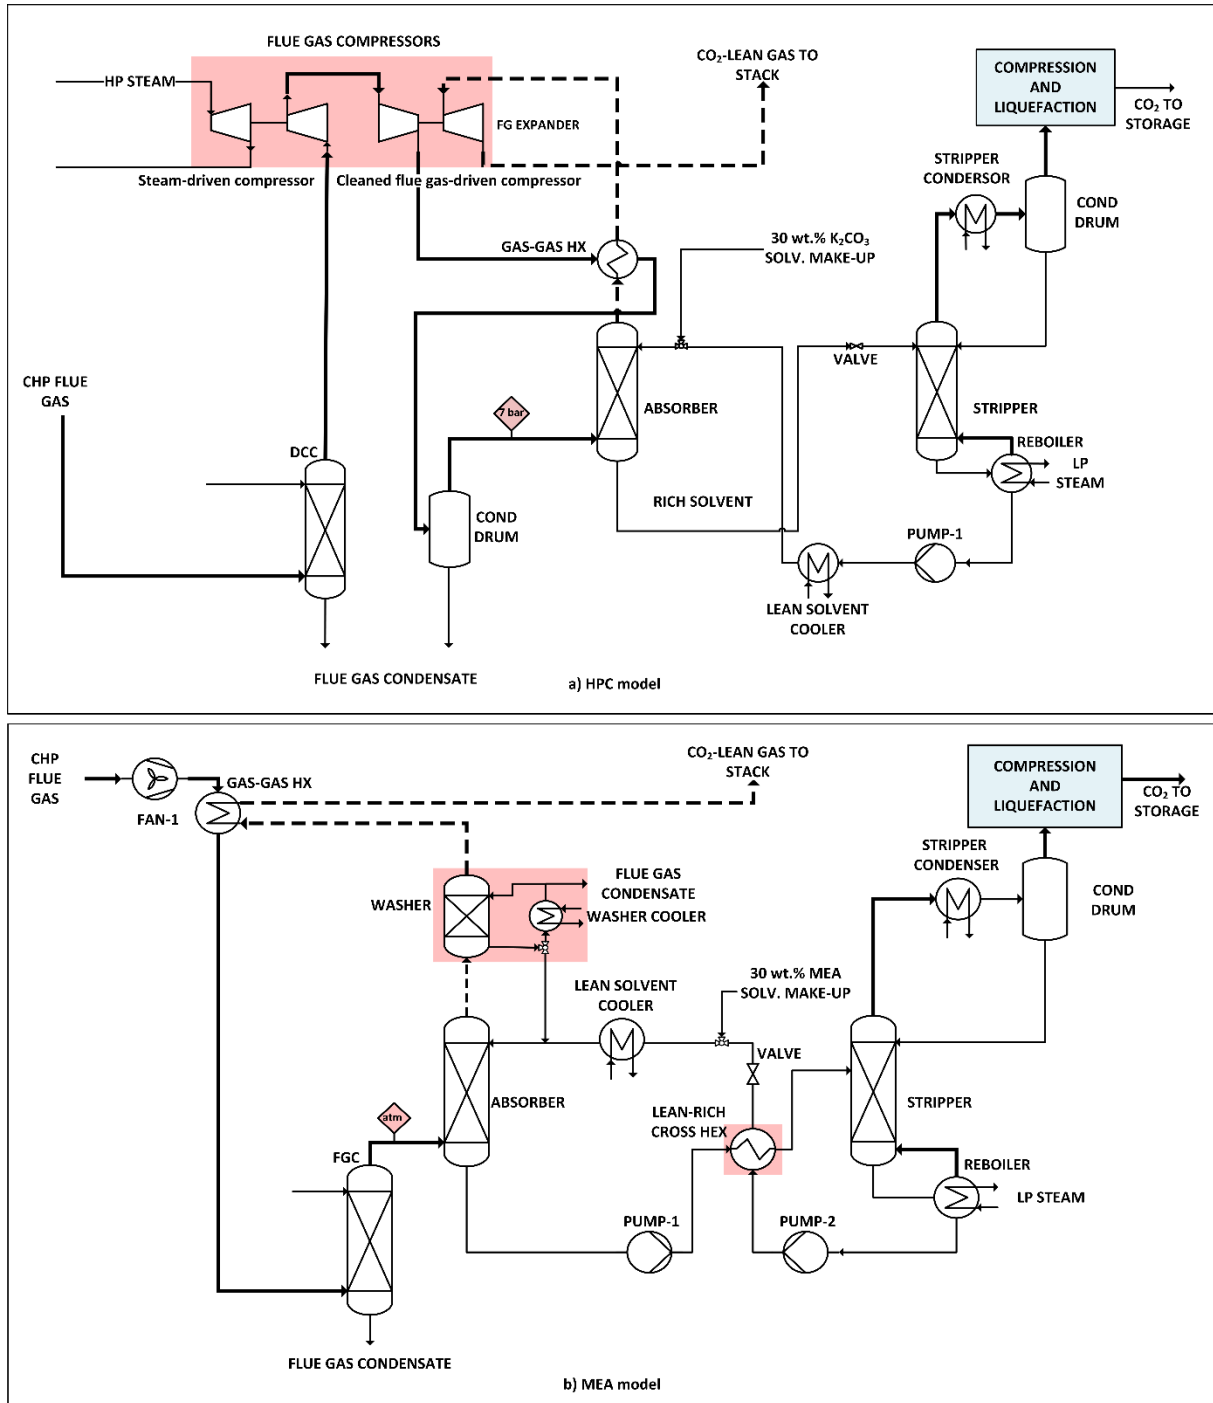 FLUE GAS COMPRESSORS
HP STEAM
FG EXPANDER
Steam-driven compressor
Cleaned flue gas-driven compressor
CO₂-LEAN GAS TO
STACK
COMPRESSION
AND
LIQUEFACTION
CO₂ TO
STORAGE
STRIPPER
CONDERSOR
COND
DRUM
30 wt.% K₂CO₃
SOLV. MAKE-UP
GAS-GAS HX
VALVE
CHP FLUE
GAS
ABSORBER
STRIPPER
7 bar
DCC
REBOILER
LP
STEAM
RICH SOLVENT
COND
DRUM
PUMP-1
LEAN SOLVENT
COOLER
FLUE GAS CONDENSATE
a) HPC model
CHP
FLUE
GAS
FAN-1
GAS-GAS HX
CO₂-LEAN GAS TO
STACK
COMPRESSION
AND
LIQUEFACTION
CO₂ TO
STORAGE
STRIPPER
CONDENSER
COND
DRUM
WASHER
FLUE GAS
CONDENSATE
WASHER COOLER
LEAN SOLVENT
COOLER
30 wt.% MEA
SOLV. MAKE-UP
VALVE
ABSORBER
LEAN-RICH
CROSS HEX
STRIPPER
atm
FGC
REBOILER
LP STEAM
PUMP-1
PUMP-2
FLUE GAS CONDENSATE
b) MEA model